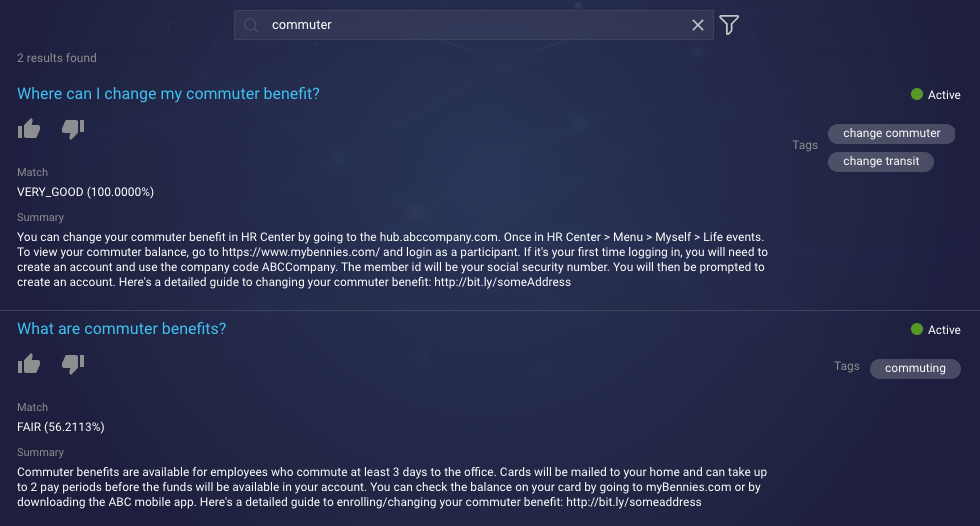 commuter
2 results found
Where can I change my commuter benefit?
Active
Tags
change commuter
change transit
Match
VERY_GOOD (100.0000%)
Summary
You can change your commuter benefit in HR Center by going to the hub.abccompany.com. Once in HR Center > Menu > Myself > Life events.
To view your commuter balance, go to https://www.mybennies.com/ and login as a participant. If it's your first time logging in, you will need to
create an account and use the company code ABCCompany. The member id will be your social security number. You will then be prompted to
create an account. Here's a detailed guide to changing your commuter benefit: http://bit.ly/someAddress
What are commuter benefits?
Active
Tags
commuting
Match
FAIR (56.2113%)
Summary
Commuter benefits are available for employees who commute at least 3 days to the office. Cards will be mailed to your home and can take up
to 2 pay periods before the funds will be available in your account. You can check the balance on your card by going to myBennies.com or by
downloading the ABC mobile app. Here's a detailed guide to enrolling/changing your commuter benefit: http://bit.ly/someaddress